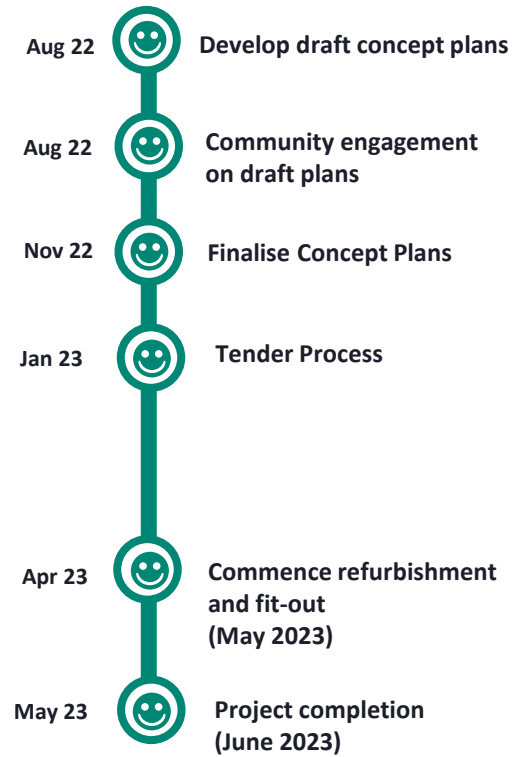 Aug 22 Develop draft concept plans
Aug 22 Community engagement
on draft plans
Nov 22 Finalise Concept Plans
Jan 23 Tender Process
Apr 23 Commence refurbishment
and fit-out
(May 2023)
May 23 Project completion
(June 2023)